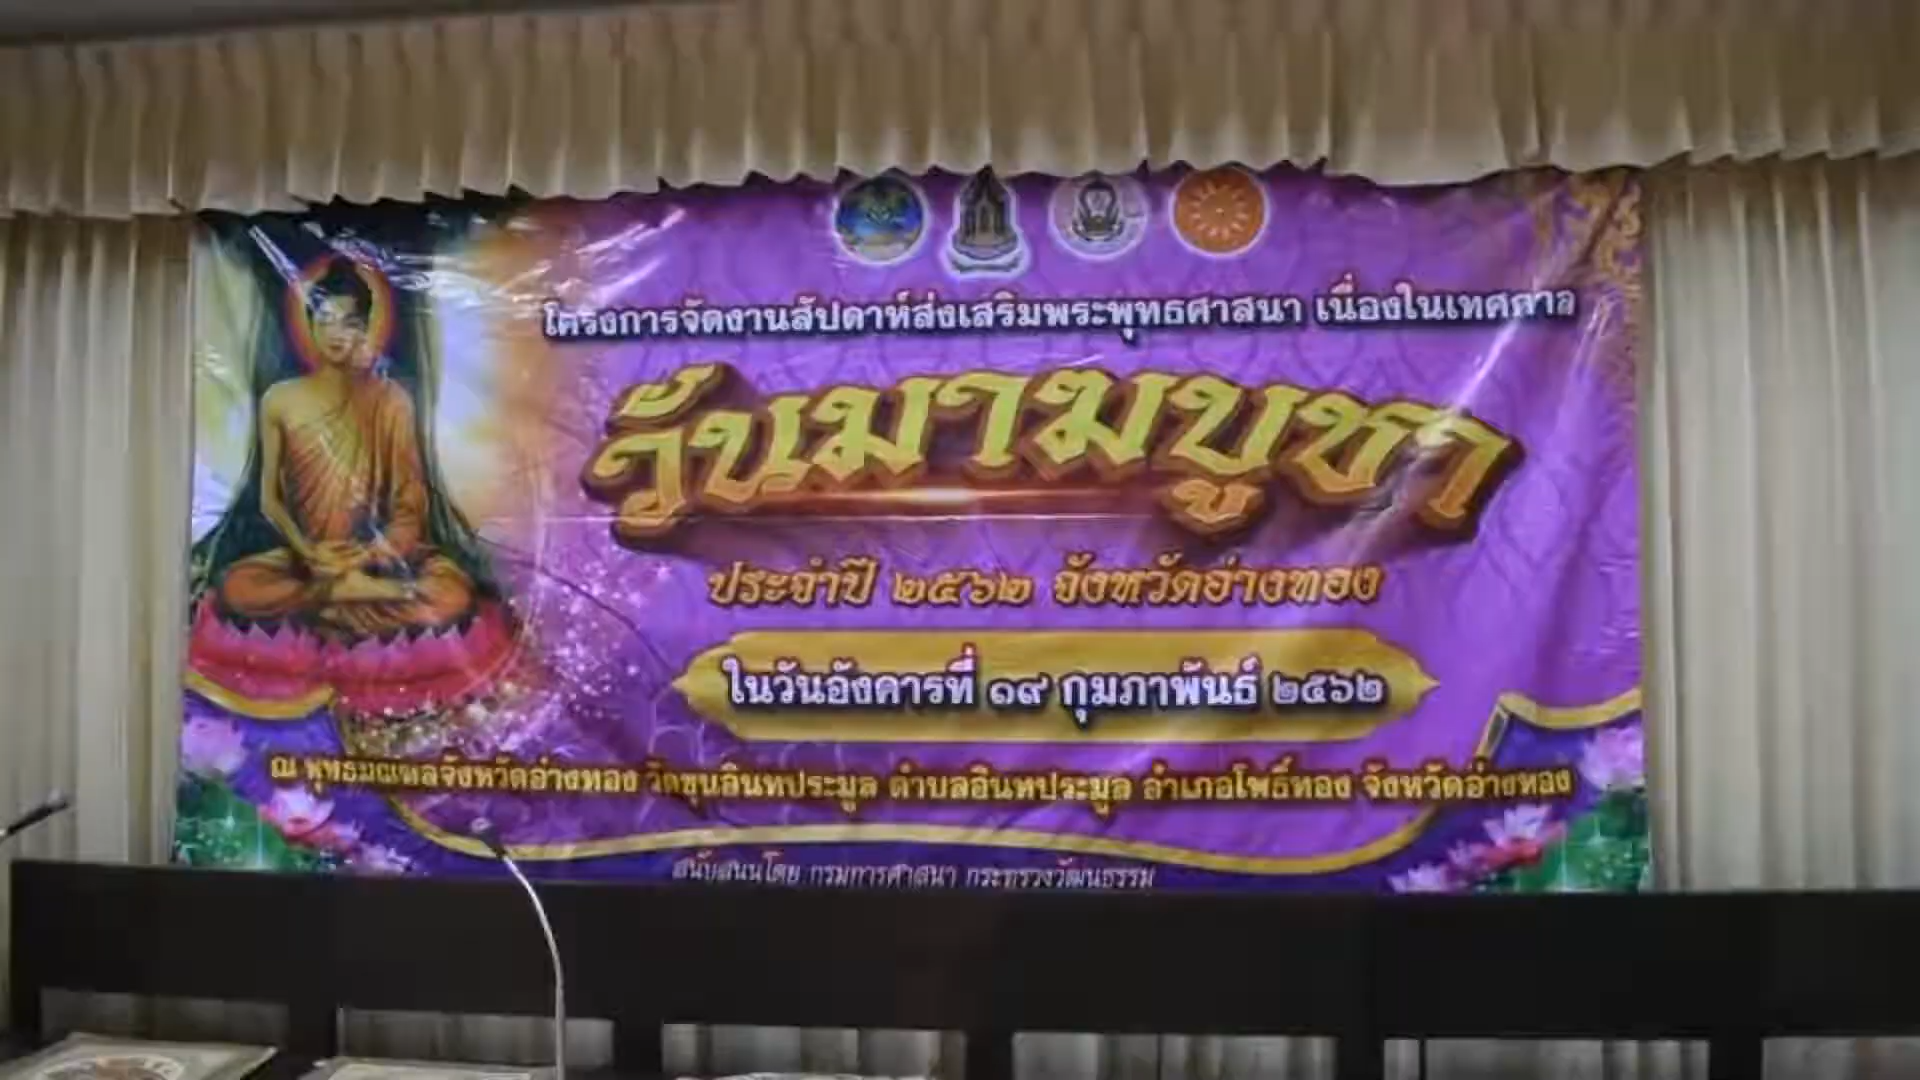 โครงการจัดงานสัปดาห์ส่งเสริมพระพุทธศาสนา เนื่องในเทศกาล
วันมาฆบูชา
ประจำปี ๒๕๖๒ จังหวัดอ่างทอง
ในวันอังคารที่ ๑๙ กุมภาพันธ์ ๒๕๖๒
ณ พุทธมณฑลจังหวัดอ่างทอง วัดขุนอินทประมูล ตำบลอินทประมูล อำเภอโพธิ์ทอง จังหวัดอ่างทอง
สนับสนุนโดย กรมการศาสนา กระทรวงวัฒนธรรม